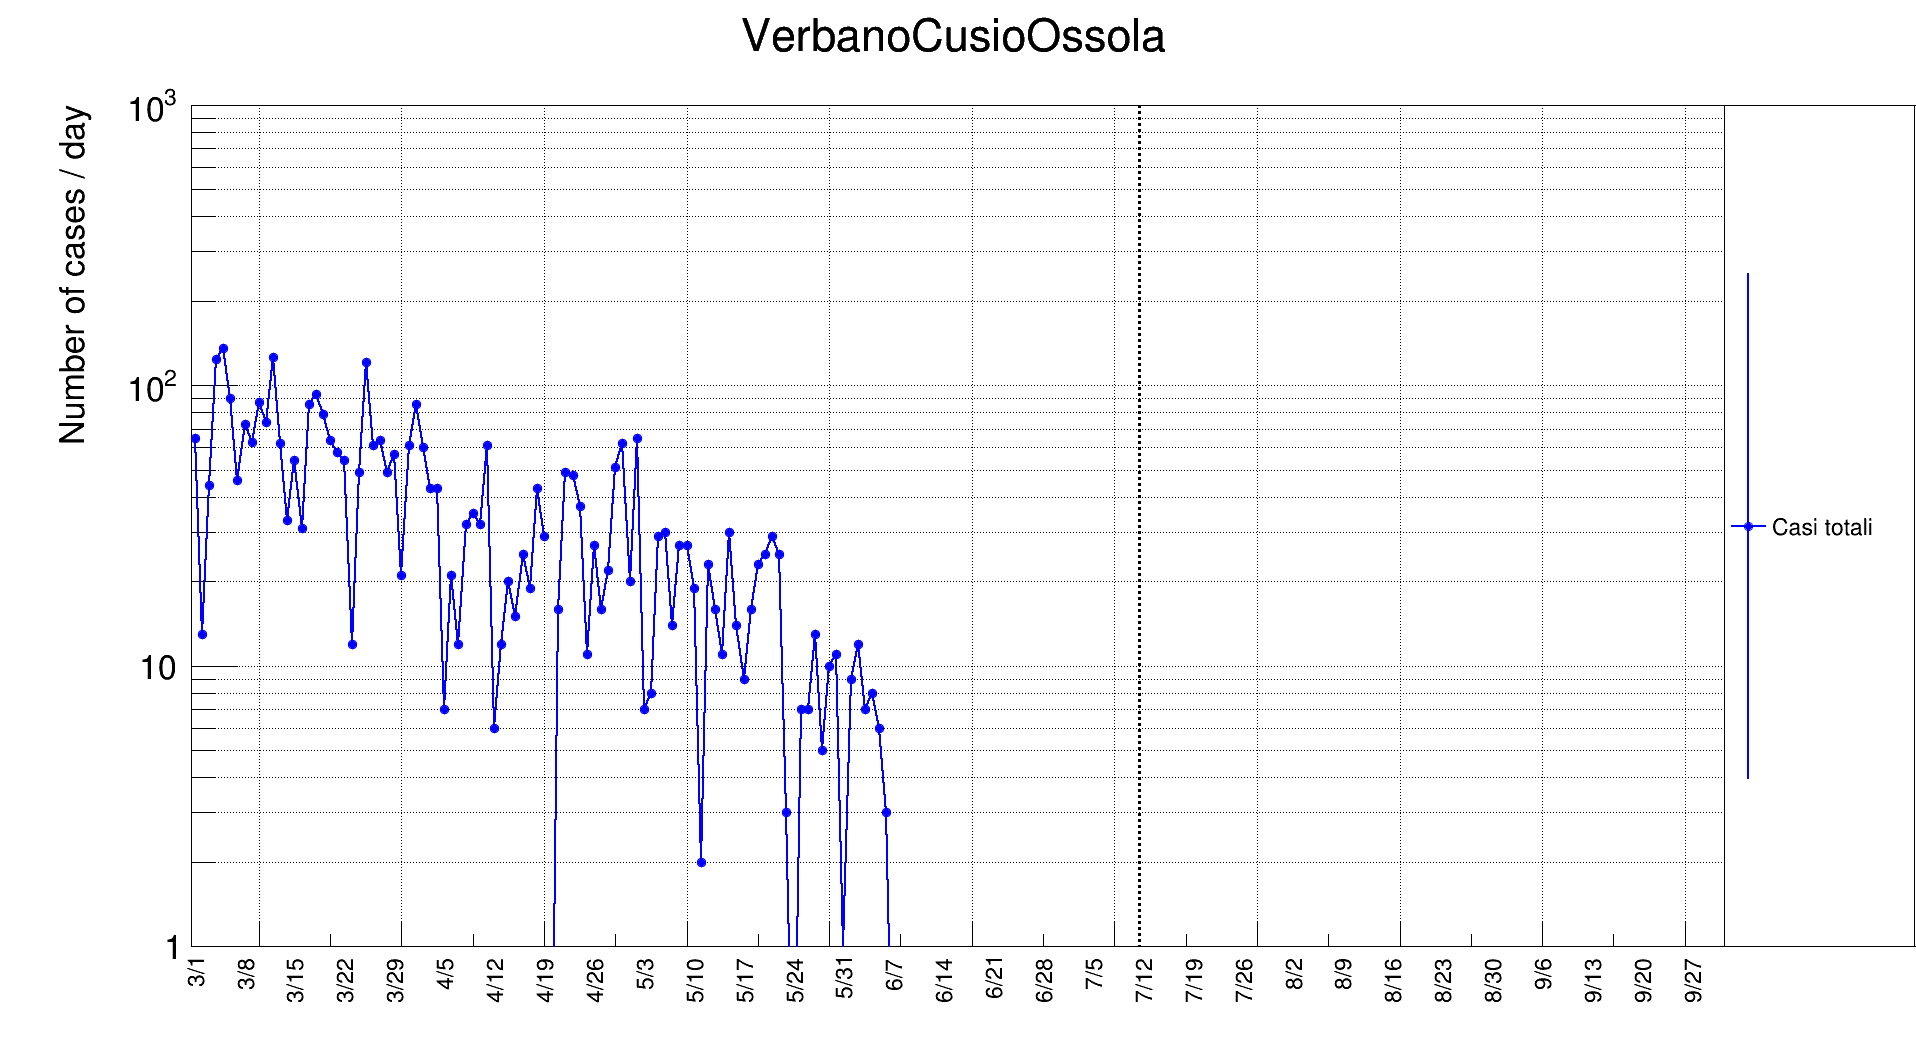 VerbanoCusioOssola
Number of cases / day
10³
10²
10
1
3/1 3/8 3/15 3/22 3/29 4/5 4/12 4/19 4/26 5/3 5/10 5/17 5/24 5/31 6/7 6/14 6/21 6/28 7/5 7/12 7/19 7/26 8/2 8/9 8/16 8/23 8/30 9/6 9/13 9/20 9/27
Casi totali